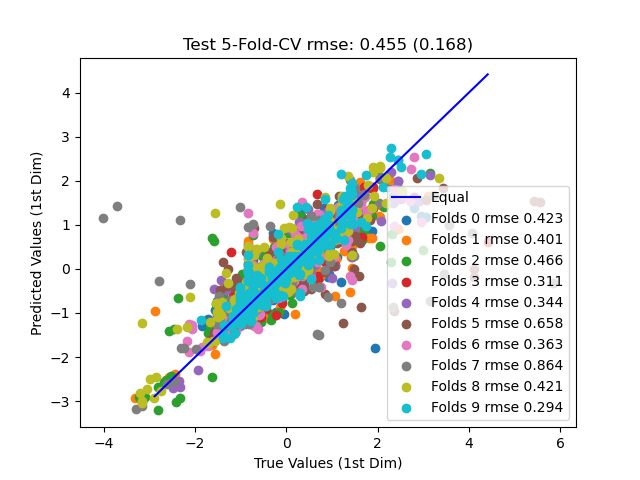 Test 5-Fold-CV rmse: 0.455 (0.168)
Predicted Values (1st Dim)
4
3
2
1
0
−1
−2
−3
Equal
Folds 0 rmse 0.423
Folds 1 rmse 0.401
Folds 2 rmse 0.466
Folds 3 rmse 0.311
Folds 4 rmse 0.344
Folds 5 rmse 0.658
Folds 6 rmse 0.363
Folds 7 rmse 0.864
Folds 8 rmse 0.421
Folds 9 rmse 0.294
−4 −2 0 2 4 6
True Values (1st Dim)